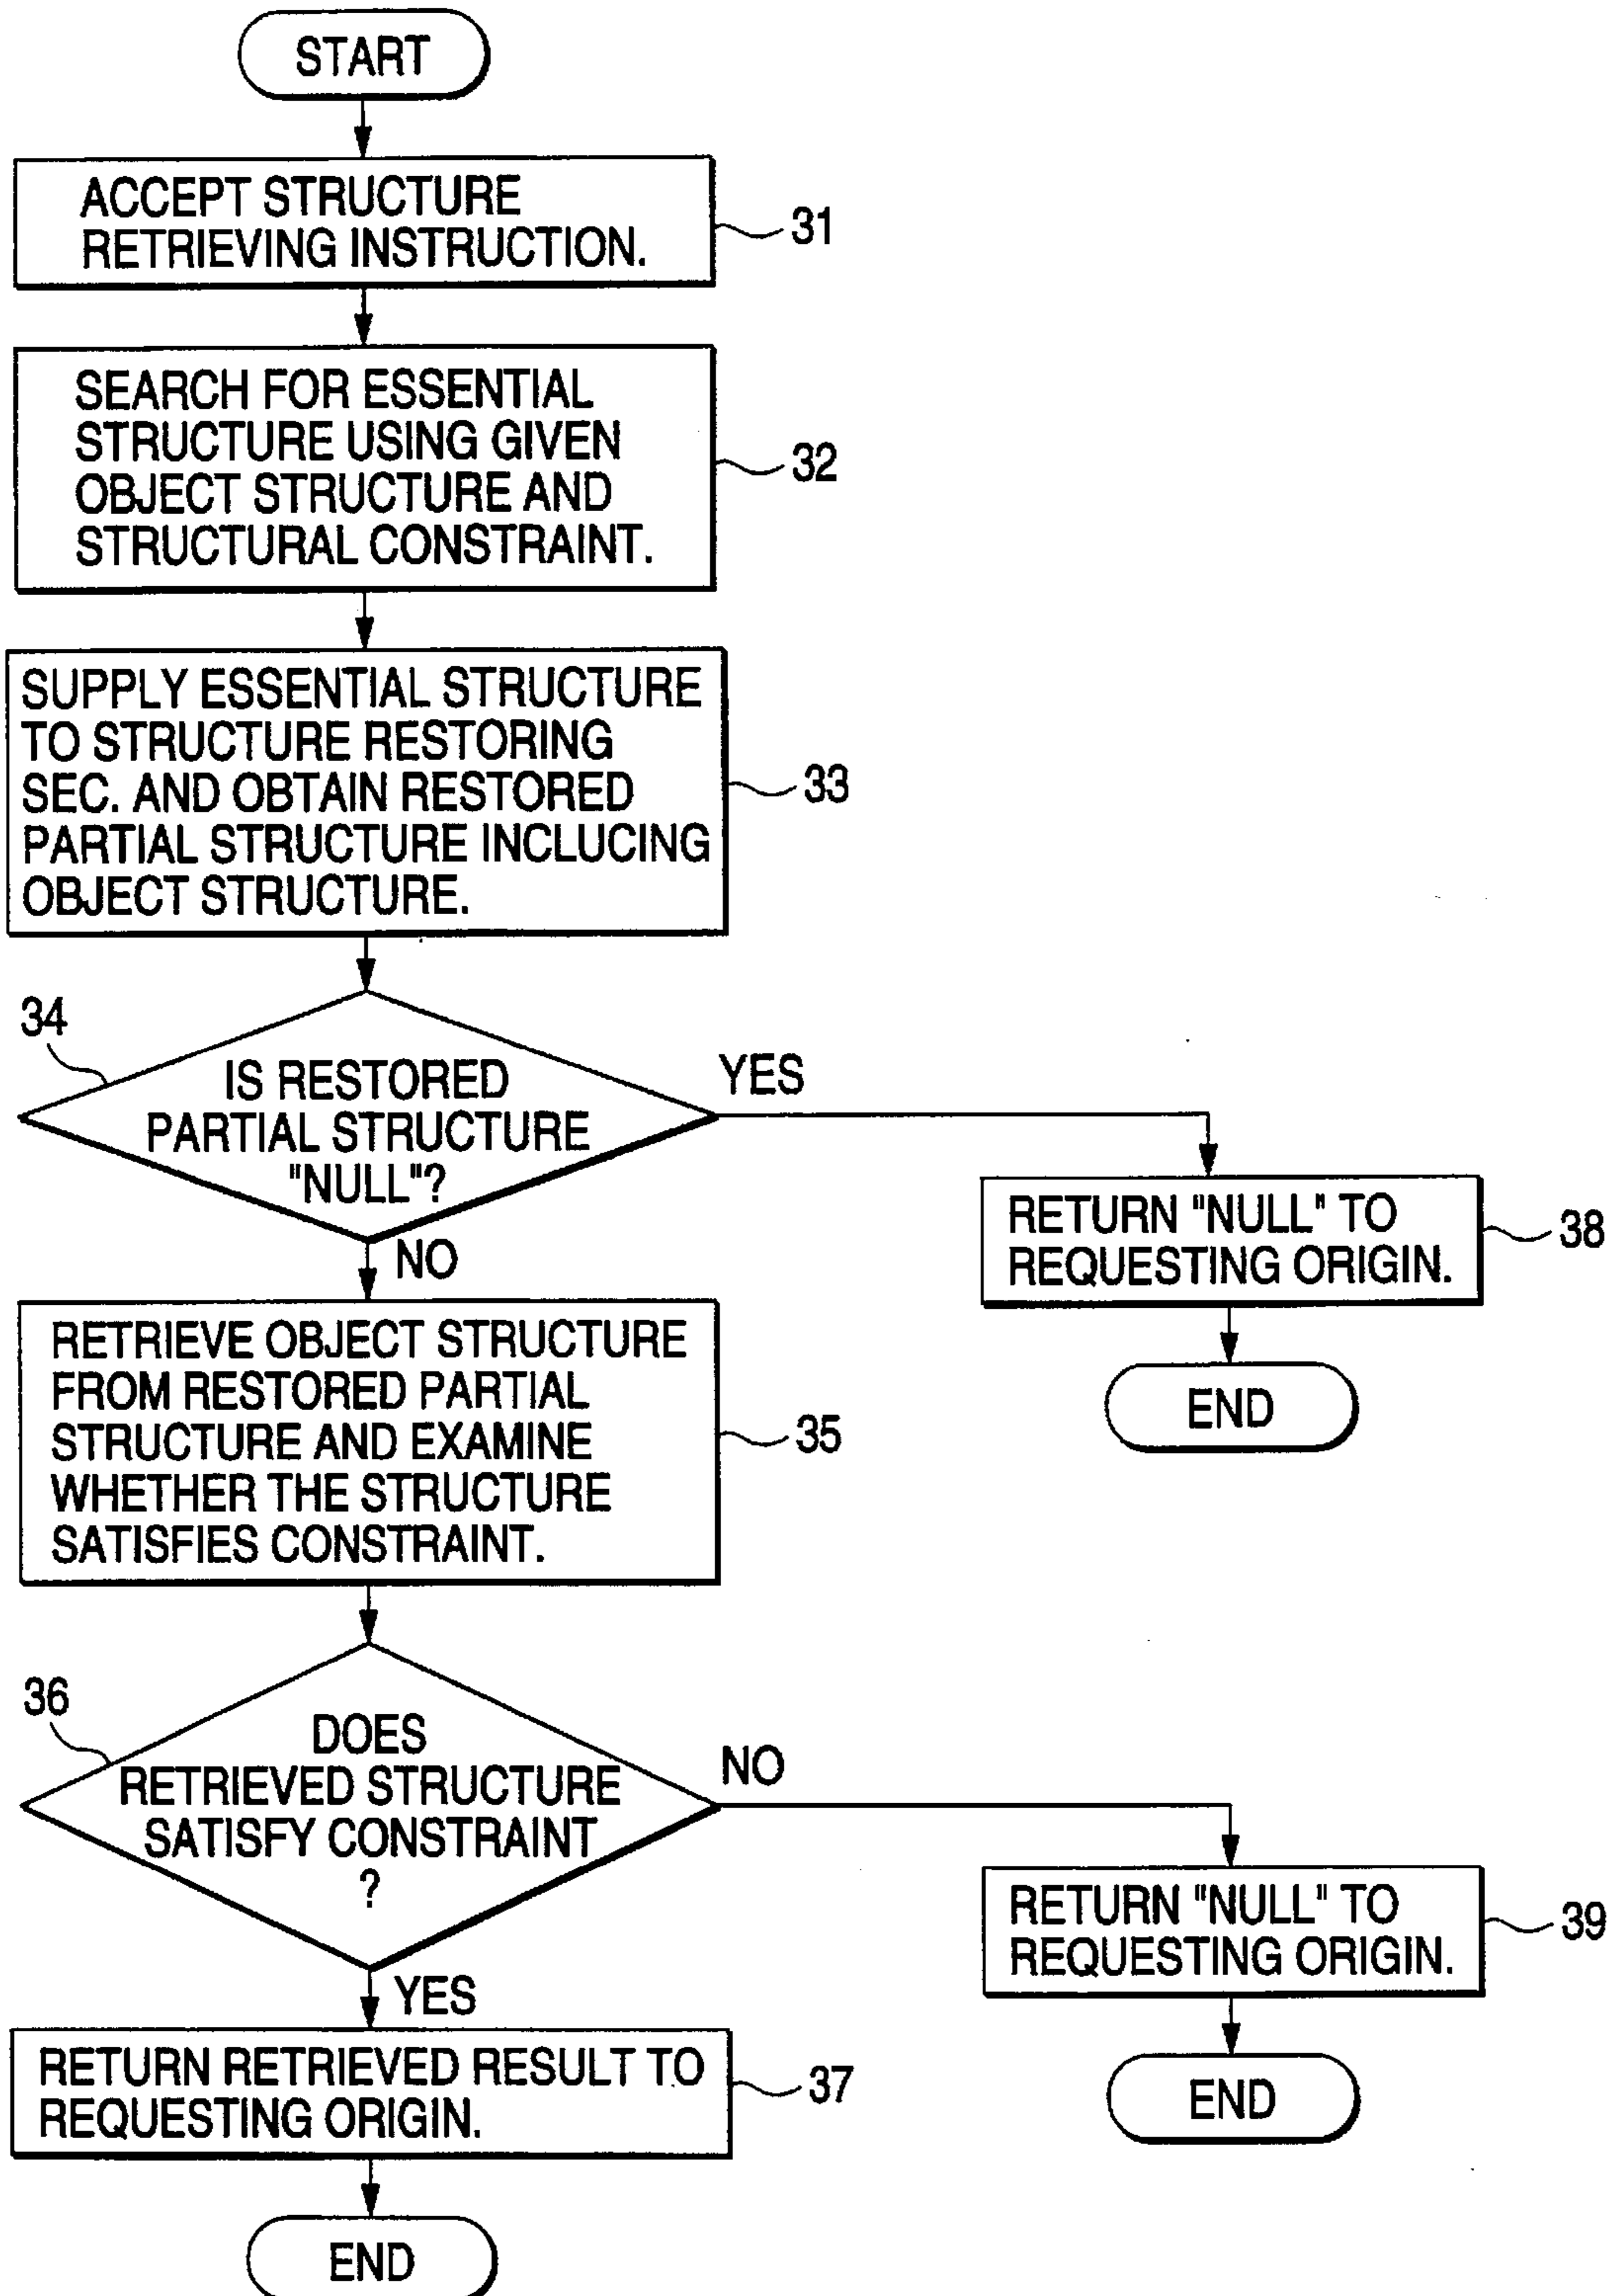 START
ACCEPT STRUCTURE
RETRIEVING INSTRUCTION.
31
SEARCH FOR ESSENTIAL
STRUCTURE USING GIVEN
OBJECT STRUCTURE AND
STRUCTURAL CONSTRAINT.
32
SUPPLY ESSENTIAL STRUCTURE
TO STRUCTURE RESTORING
SEC. AND OBTAIN RESTORED
PARTIAL STRUCTURE INCLUCING
OBJECT STRUCTURE.
33
34
IS RESTORED
PARTIAL STRUCTURE
"NULL"?
YES
NO
RETURN "NULL" TO
REQUESTING ORIGIN.
38
END
RETRIEVE OBJECT STRUCTURE
FROM RESTORED PARTIAL
STRUCTURE AND EXAMINE
WHETHER THE STRUCTURE
SATISFIES CONSTRAINT.
35
36
DOES
RETRIEVED STRUCTURE
SATISFY CONSTRAINT
?
NO
YES
RETURN "NULL" TO
REQUESTING ORIGIN.
39
END
RETURN RETRIEVED RESULT TO
REQUESTING ORIGIN.
37
END